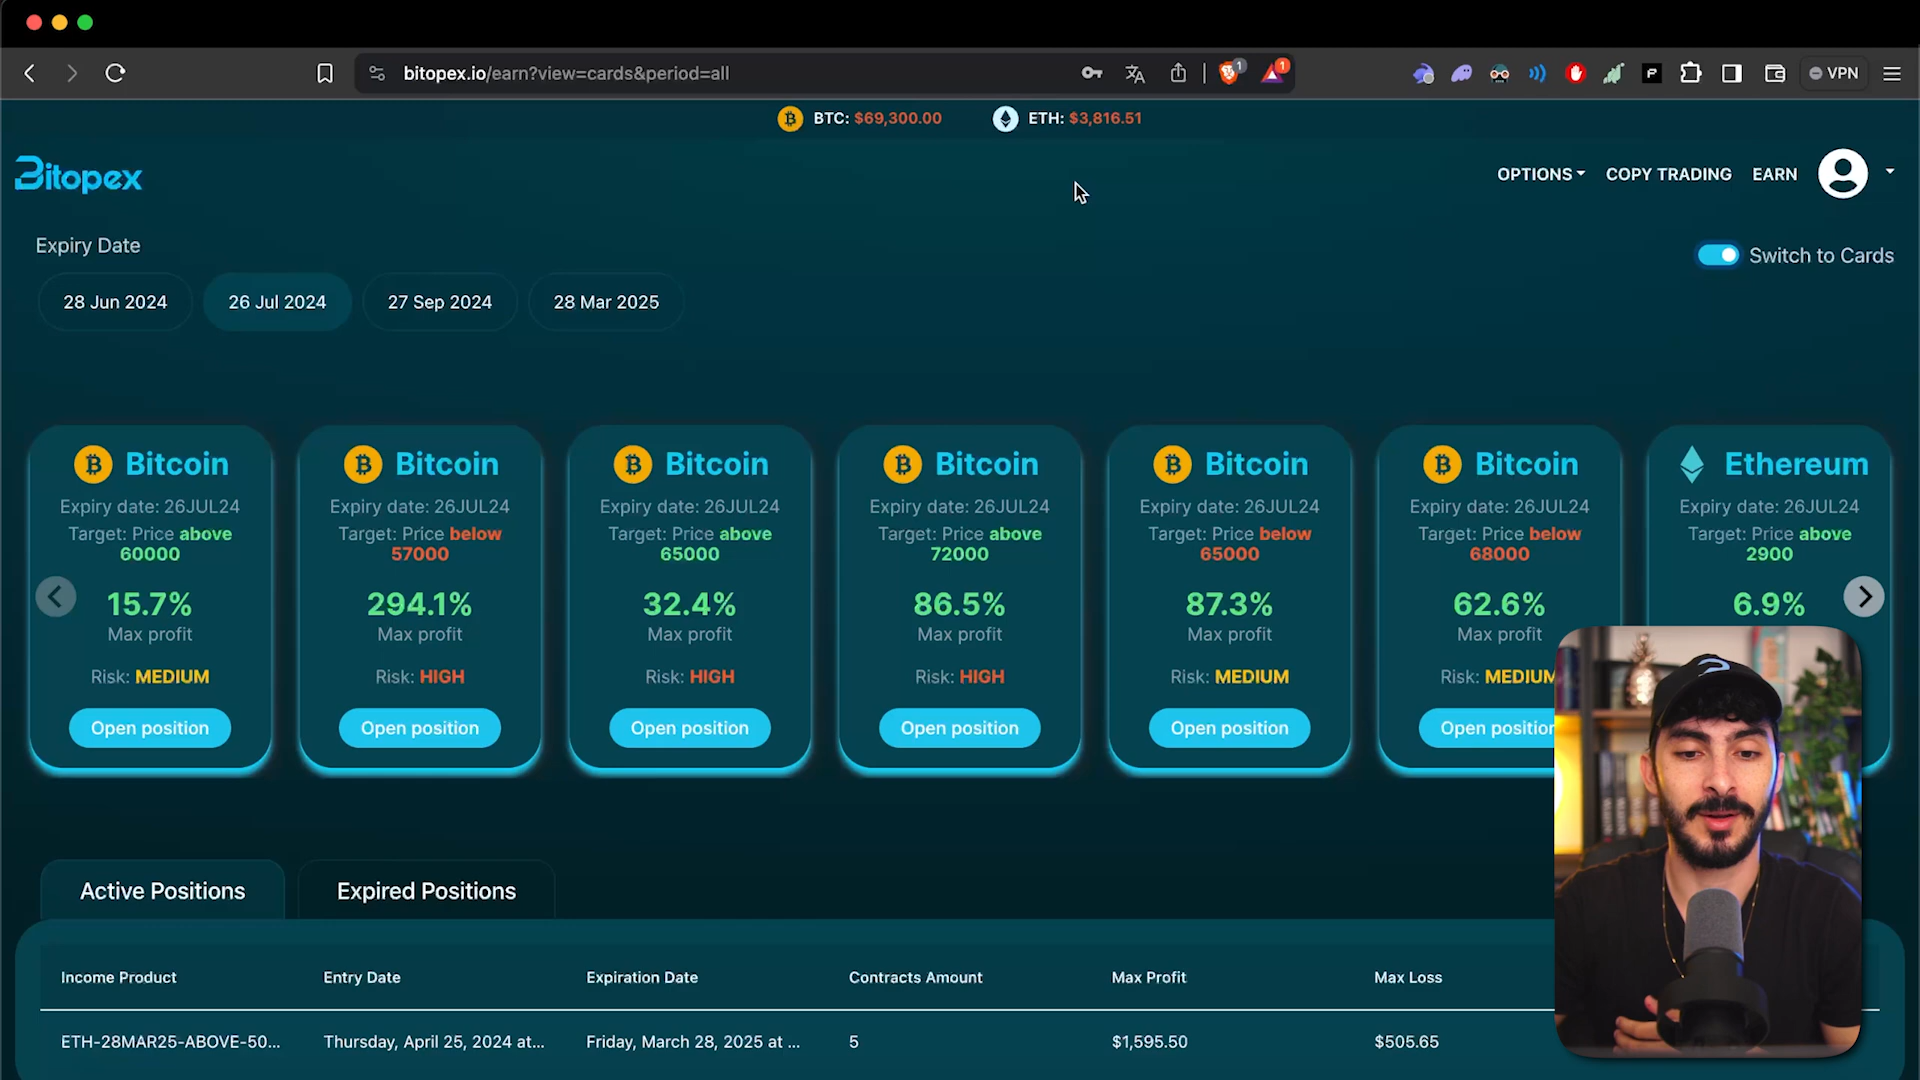 bitopex.io/earn?view=cards&period=all
1
1
VPN
BTC: $69,300.00
ETH: $3,816.51
Bitopex
OPTIONS
COPY TRADING
EARN
Expiry Date
Switch to Cards
28 Jun 2024
26 Jul 2024
27 Sep 2024
28 Mar 2025
Bitcoin
Expiry date: 26JUL24
Target: Price above
60000
15.7%
Max profit
Risk: MEDIUM
Open position
Bitcoin
Expiry date: 26JUL24
Target: Price below
57000
294.1%
Max profit
Risk: HIGH
Open position
Bitcoin
Expiry date: 26JUL24
Target: Price above
65000
32.4%
Max profit
Risk: HIGH
Open position
Bitcoin
Expiry date: 26JUL24
Target: Price above
72000
86.5%
Max profit
Risk: HIGH
Open position
Bitcoin
Expiry date: 26JUL24
Target: Price below
65000
87.3%
Max profit
Risk: MEDIUM
Open position
Bitcoin
Expiry date: 26JUL24
Target: Price below
68000
62.6%
Max profit
Risk: MEDIUM
Open position
Ethereum
Expiry date: 26JUL24
Target: Price above
2900
6.9%
Active Positions
Expired Positions
Income Product
Entry Date
Expiration Date
Contracts Amount
Max Profit
Max Loss
ETH-28MAR25-ABOVE-50...
Thursday, April 25, 2024 at...
Friday, March 28, 2025 at ...
5
$1,595.50
$505.65